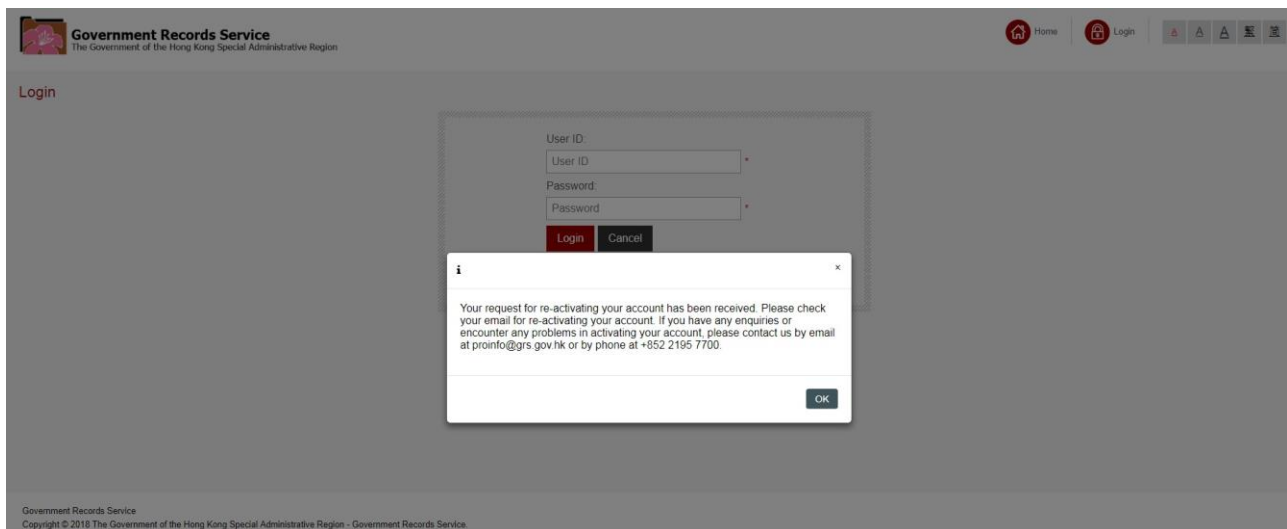 Government Records Service
The Government of the Hong Kong Special Administrative Region
Home
Login
A A A 繁 简
Login
User ID:
User ID *
Password:
Password *
Login Cancel
i ×
Your request for re-activating your account has been received. Please check
your email for re-activating your account. If you have any enquiries or
encounter any problems in activating your account, please contact us by email
at proinfo@grs.gov.hk or by phone at +852 2195 7700.
OK
Government Records Service
Copyright © 2018 The Government of the Hong Kong Special Administrative Region - Government Records Service.